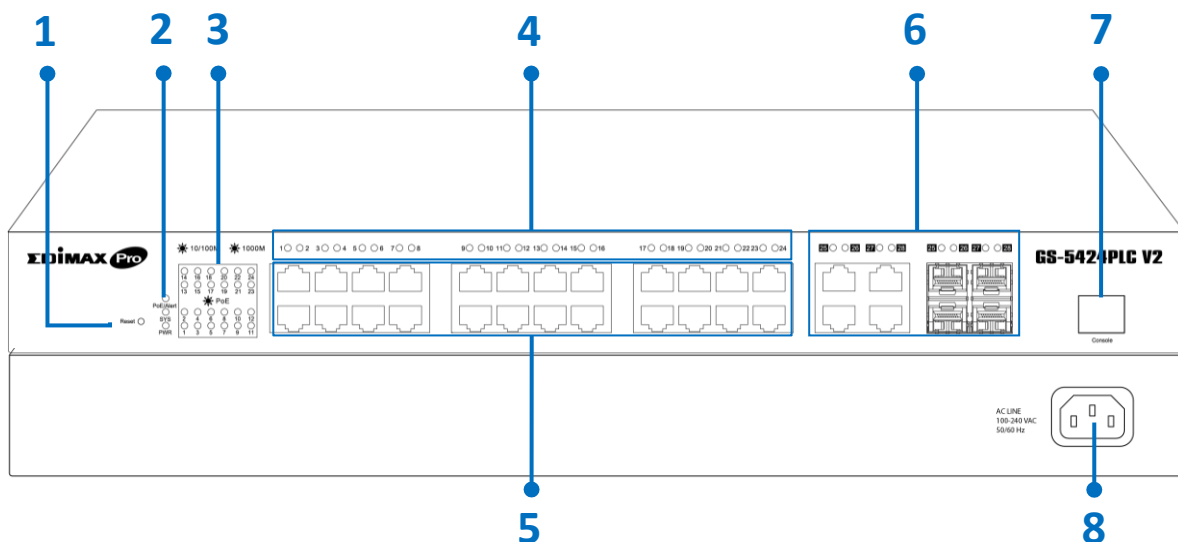 1 2 3 4 6 7
ΣDIMAX Pro
10/100M 1000M
1 2 3 4 5 6 7 8 9 10 11 12 13 14 15 16 17 18 19 20 21 22 23 24
25 26 27 28 25 26 27 28
GS-5424PLC V2
14 16 18 20 22 24
13 15 17 19 21 23
PoE
2 4 6 8 10 12
1 3 5 7 9 11
PoE/Alert
SYS
PWR
Reset
Console
AC LINE
100-240 VAC
50/60 Hz
5 8